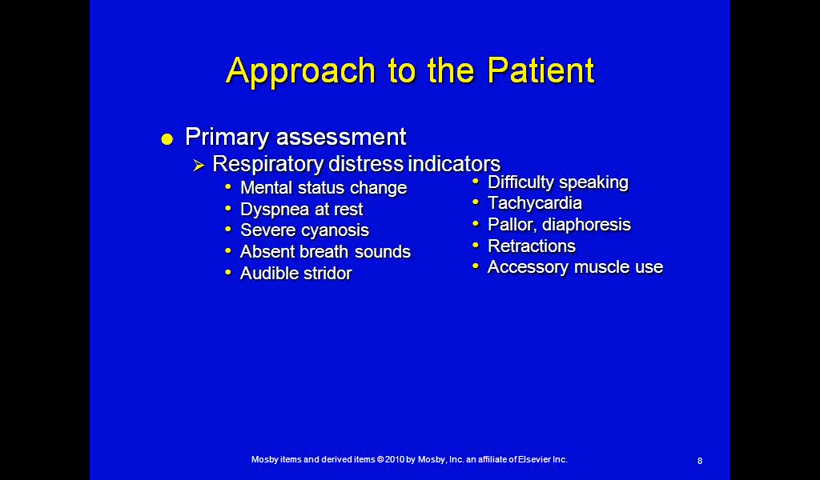 Approach to the Patient
Primary assessment
Respiratory distress indicators
Mental status change
Dyspnea at rest
Severe cyanosis
Absent breath sounds
Audible stridor
Difficulty speaking
Tachycardia
Pallor, diaphoresis
Retractions
Accessory muscle use
Mosby items and derived items © 2010 by Mosby, Inc. an affiliate of Elsevier Inc.
8